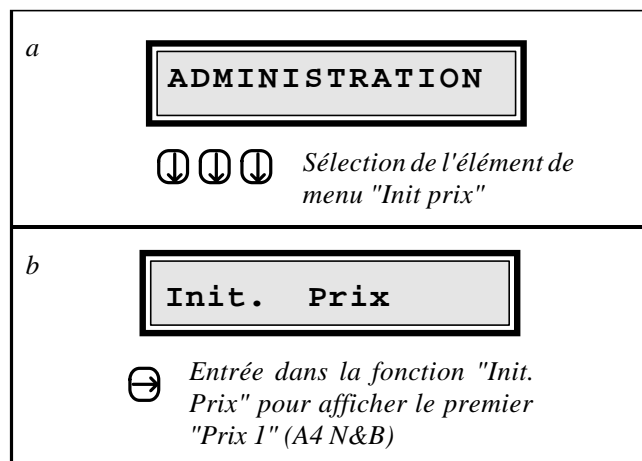 a
ADMINISTRATION
Sélection de l'élément de
menu "Init prix"
b
Init. Prix
Entrée dans la fonction "Init.
Prix" pour afficher le premier
"Prix 1" (A4 N&B)